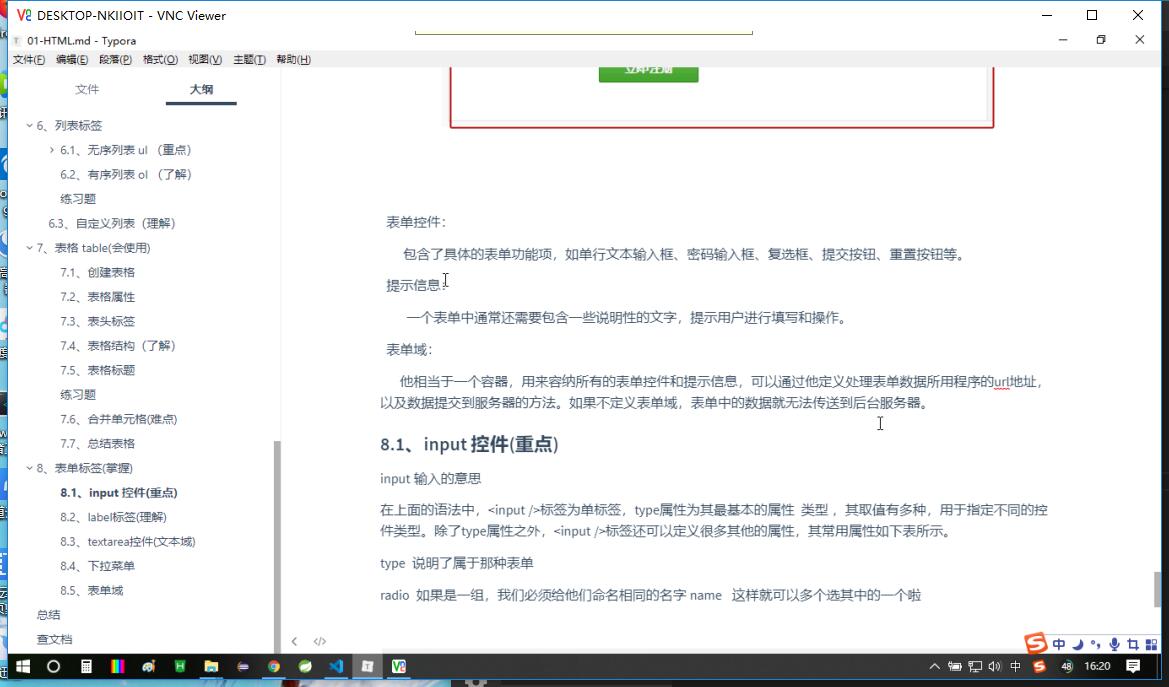 DESKTOP-NKIIOIT - VNC Viewer
01-HTML.md - Typora
文件(F) 编辑(E) 段落(P) 格式(O) 视图(V) 主题(T) 帮助(H)
文件 大纲
6、列表标签
6.1、无序列表 ul （重点）
6.2、有序列表 ol （了解）
练习题
6.3、自定义列表（理解）
7、表格 table(会使用)
7.1、创建表格
7.2、表格属性
7.3、表头标签
7.4、表格结构（了解）
7.5、表格标题
练习题
7.6、合并单元格(难点)
7.7、总结表格
8、表单标签(掌握)
8.1、input 控件(重点)
8.2、label标签(理解)
8.3、textarea控件(文本域)
8.4、下拉菜单
8.5、表单域
总结
查文档
立即注册
表单控件：
包含了具体的表单功能项，如单行文本输入框、密码输入框、复选框、提交按钮、重置按钮等。
提示信息：
一个表单中通常还需要包含一些说明性的文字，提示用户进行填写和操作。
表单域：
他相当于一个容器，用来容纳所有的表单控件和提示信息，可以通过他定义处理表单数据所用程序的url地址，
以及数据提交到服务器的方法。如果不定义表单域，表单中的数据就无法传送到后台服务器。
8.1、input 控件(重点)
input 输入的意思
在上面的语法中，<input />标签为单标签，type属性为其最基本的属性 类型 ，其取值有多种，用于指定不同的控
件类型。除了type属性之外，<input />标签还可以定义很多其他的属性，其常用属性如下表所示。
type 说明了属于那种表单
radio 如果是一组，我们必须给他们命名相同的名字 name 这样就可以多个选其中的一个啦
中
中 48 16:20